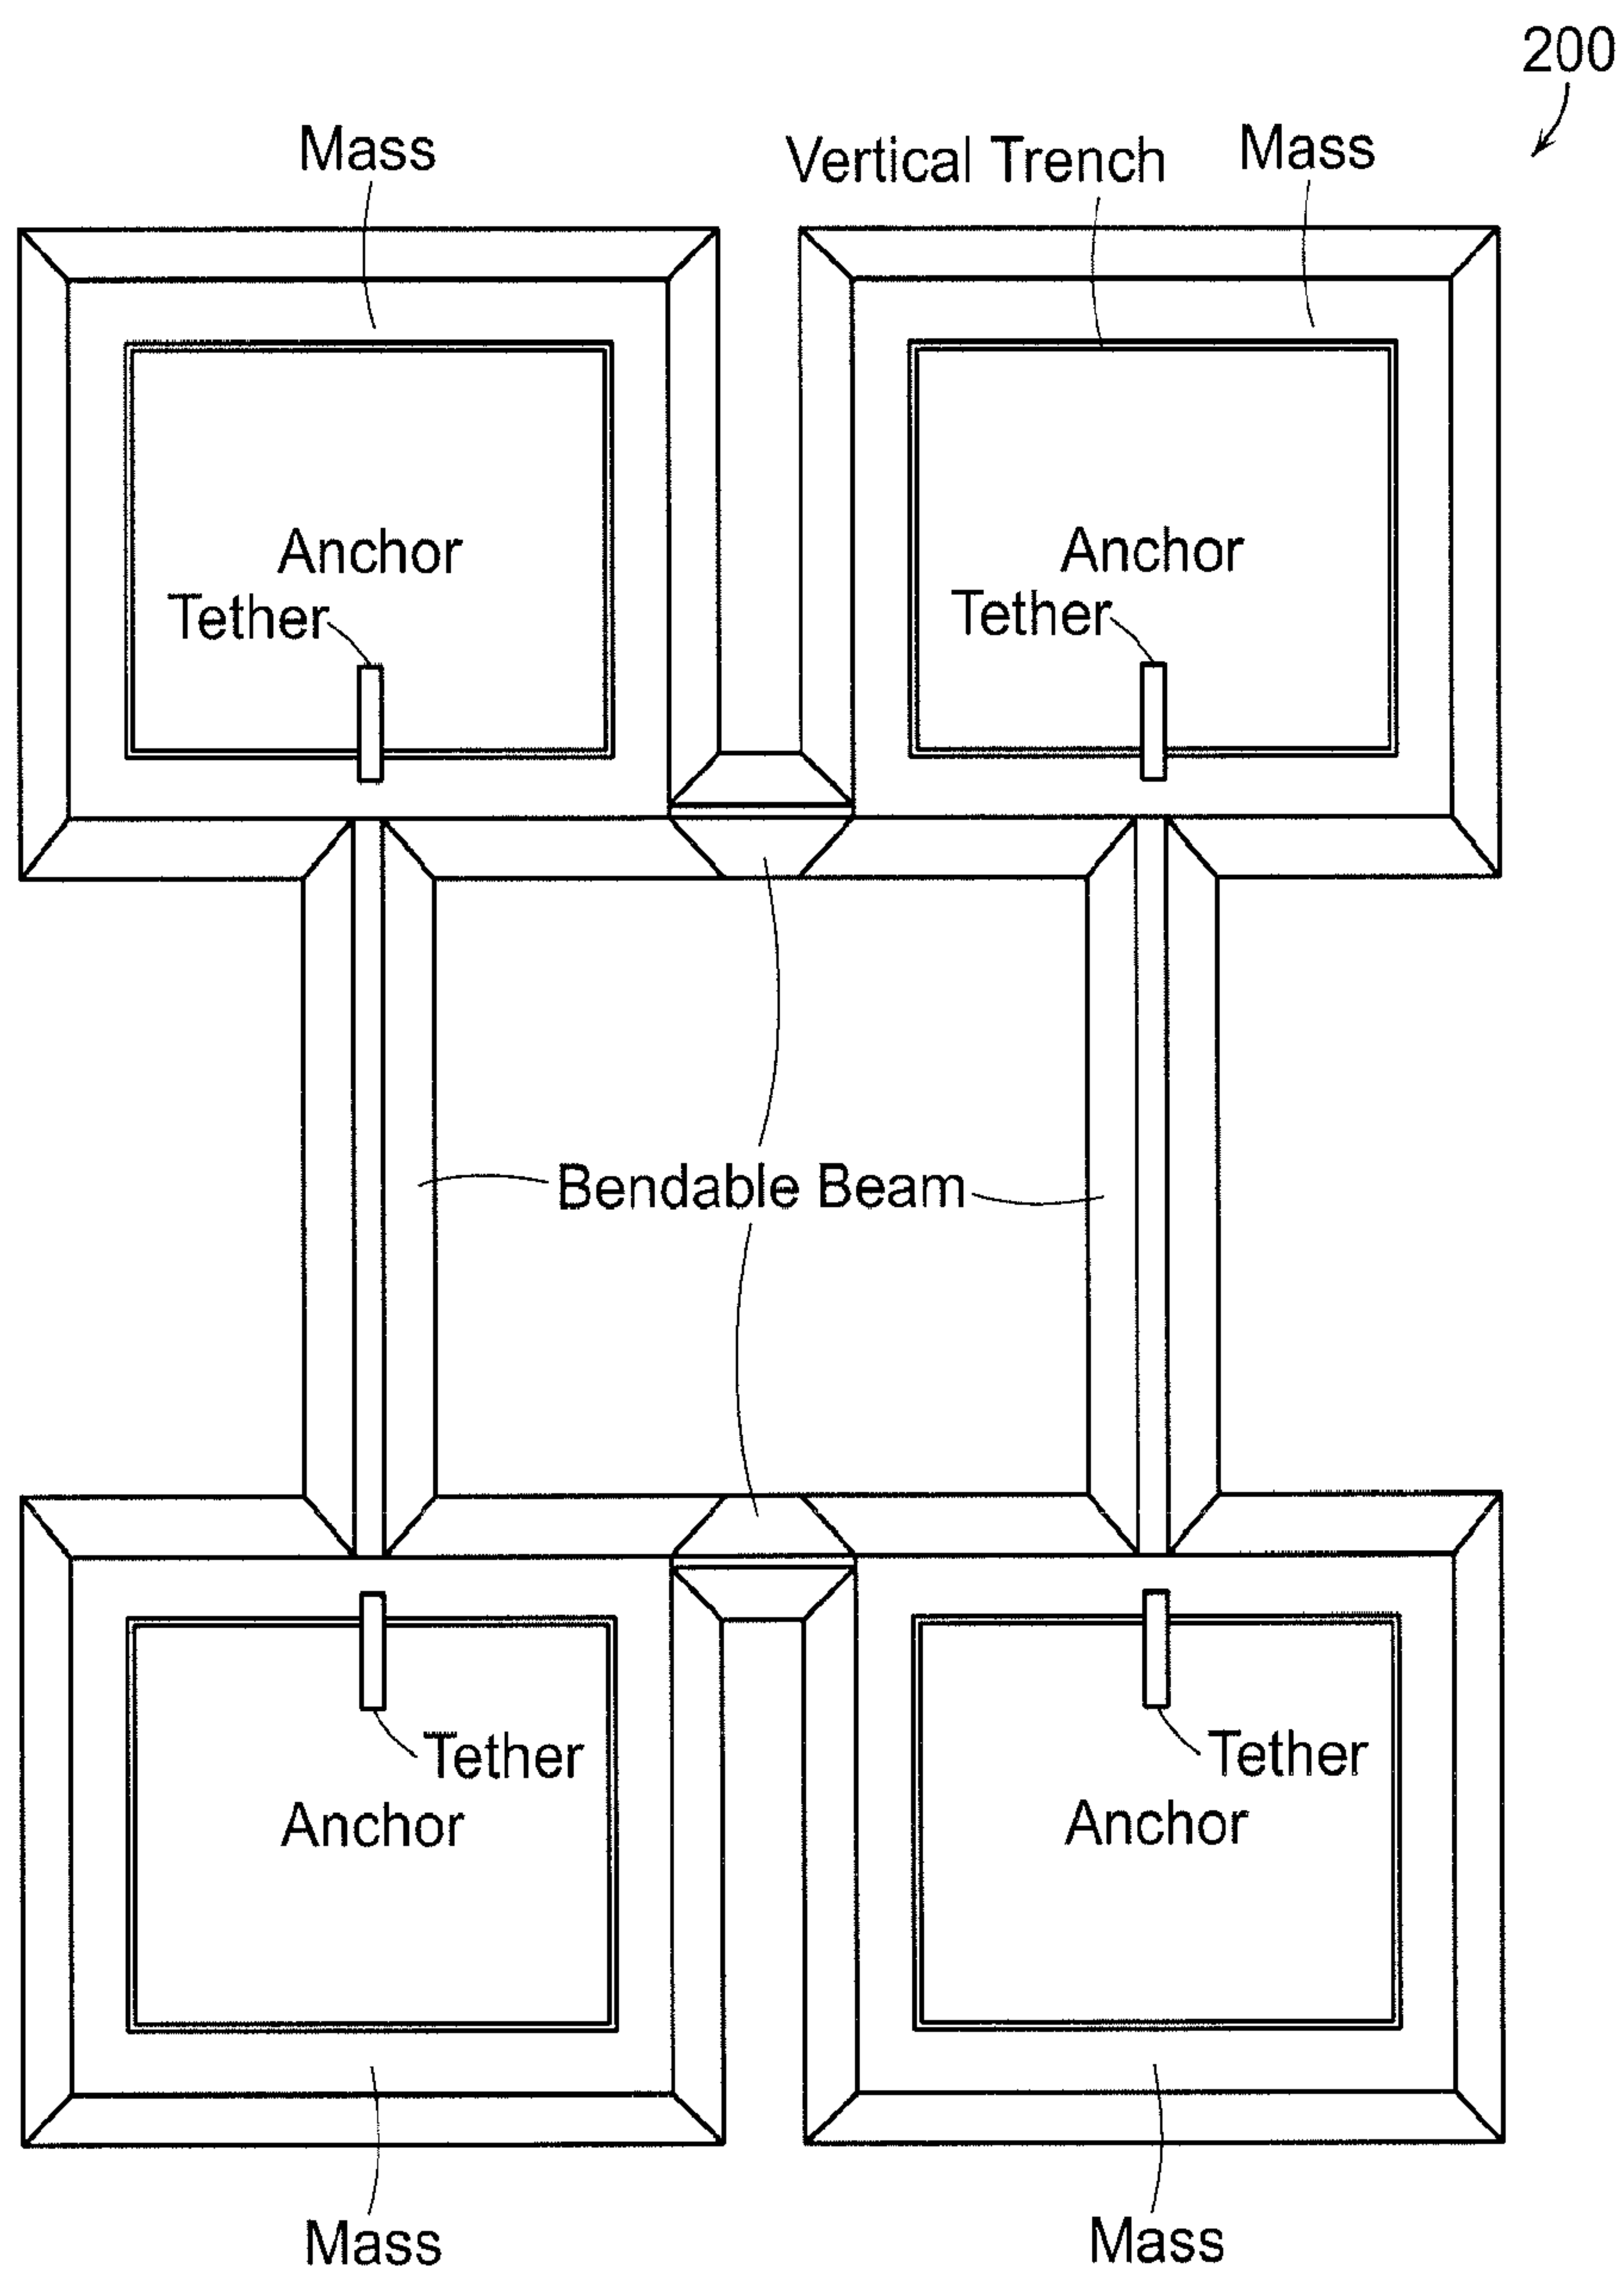 200
Mass
Vertical Trench
Mass
Anchor
Tether
Anchor
Tether
Bendable Beam
Tether
Anchor
Tether
Anchor
Mass
Mass